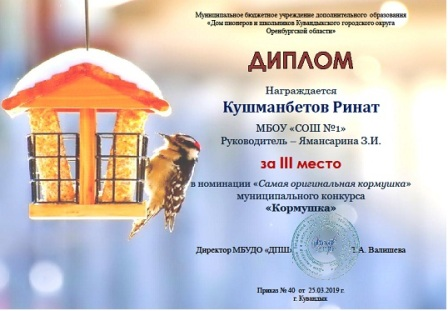 Муниципальное бюджетное учреждение дополнительного образования
«Дом пионеров и школьников Кувандыкского городского округа
Оренбургской области»
ДИПЛОМ
Награждается
Кушманбетов Ринат
МБОУ «СОШ №1»
Руководитель – Ямансарина З.И.
за III место
в номинации «Самая оригинальная кормушка»
муниципального конкурса
«Кормушка»
Директор МБУДО «ДПШ» А. Валишева
Приказ № 40 от 25.03.2019 г.
г. Кувандык